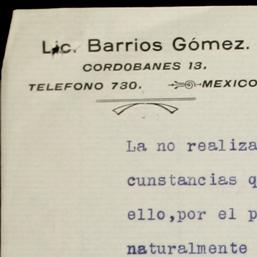 Lic. Barrios Gómez.
CORDOBANES 13.
TELEFONO 730. MEXICO
La no realiza
cunstancias q
ello,por el p
naturalmente